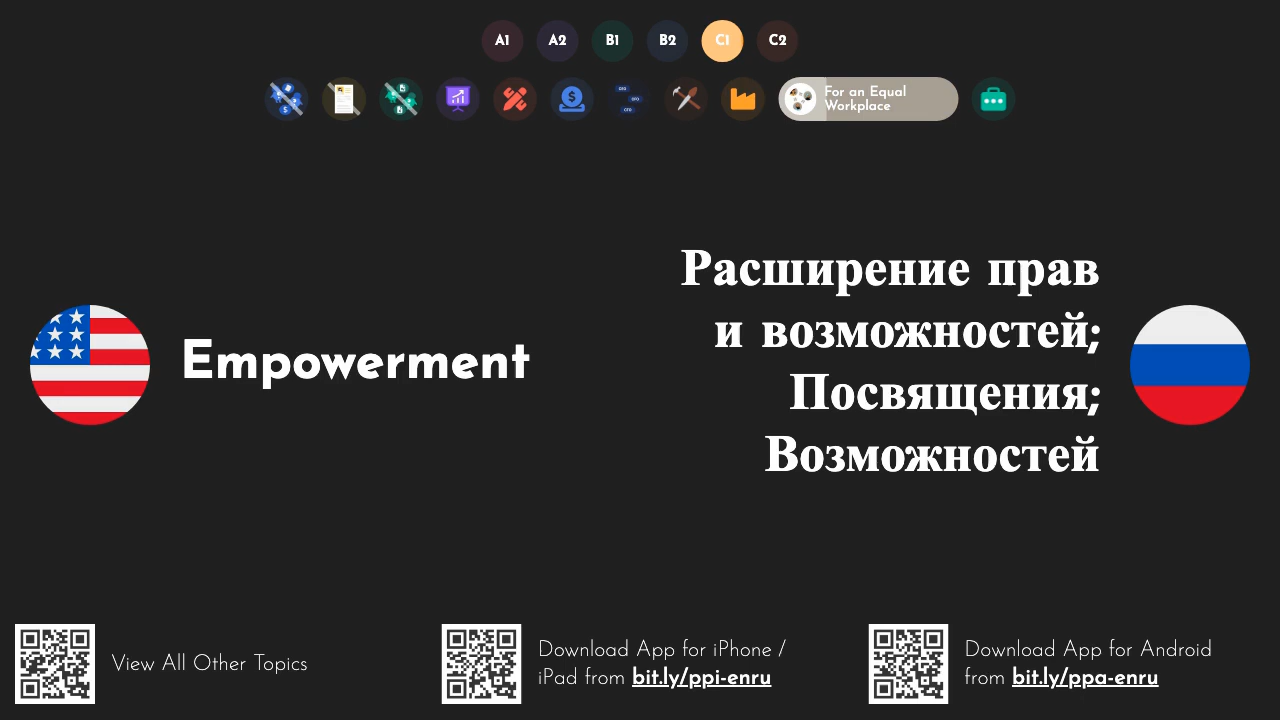 A1 A2 B1 B2 C1 C2
For an Equal
Workplace
Empowerment
Расширение прав
и возможностей;
Посвящения;
Возможностей
View All Other Topics
Download App for iPhone /
iPad from bit.ly/ppi-enru
Download App for Android
from bit.ly/ppa-enru